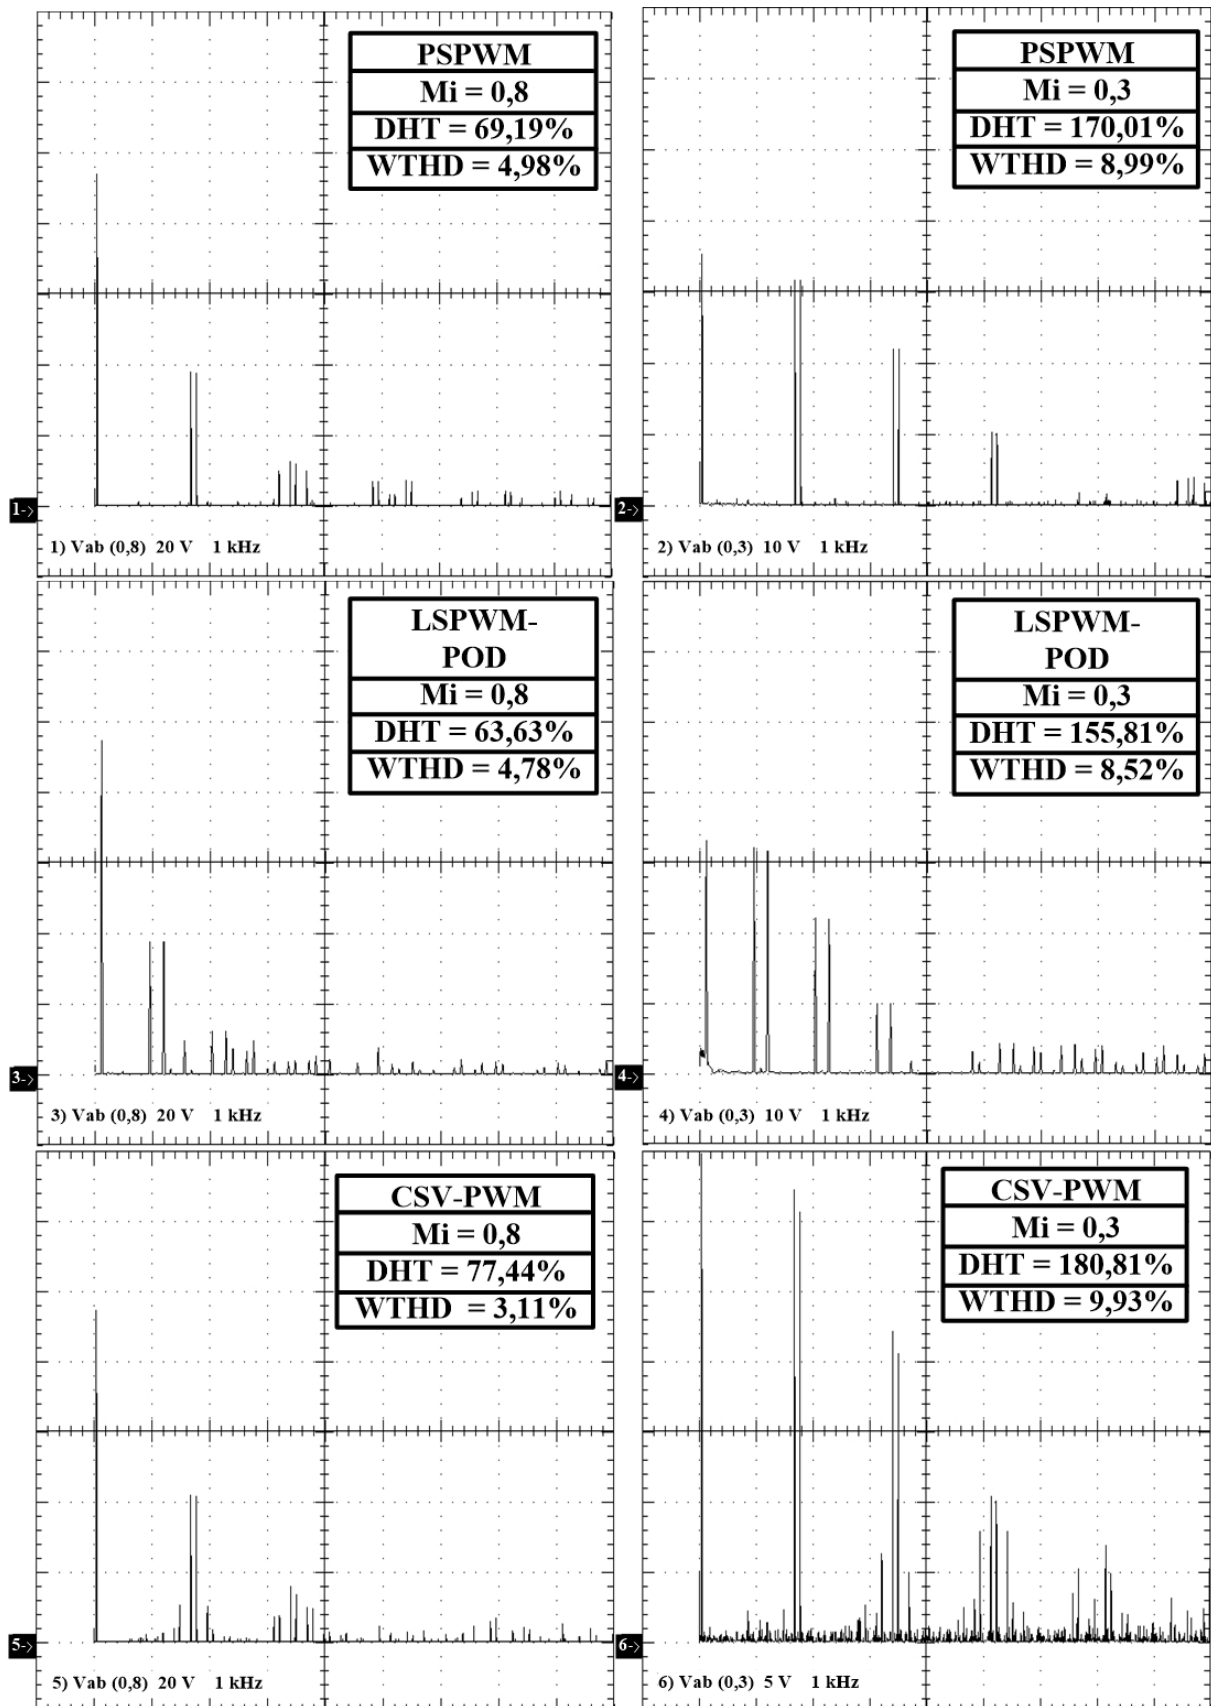 PSPWM
Mi = 0,8
DHT = 69,19%
WTHD = 4,98%
1->
1) Vab (0,8) 20 V 1 kHz
PSPWM
Mi = 0,3
DHT = 170,01%
WTHD = 8,99%
2->
2) Vab (0,3) 10 V 1 kHz
LSPWM-
POD
Mi = 0,8
DHT = 63,63%
WTHD = 4,78%
3->
3) Vab (0,8) 20 V 1 kHz
LSPWM-
POD
Mi = 0,3
DHT = 155,81%
WTHD = 8,52%
4->
4) Vab (0,3) 10 V 1 kHz
CSV-PWM
Mi = 0,8
DHT = 77,44%
WTHD = 3,11%
5->
5) Vab (0,8) 20 V 1 kHz
CSV-PWM
Mi = 0,3
DHT = 180,81%
WTHD = 9,93%
6->
6) Vab (0,3) 5 V 1 kHz